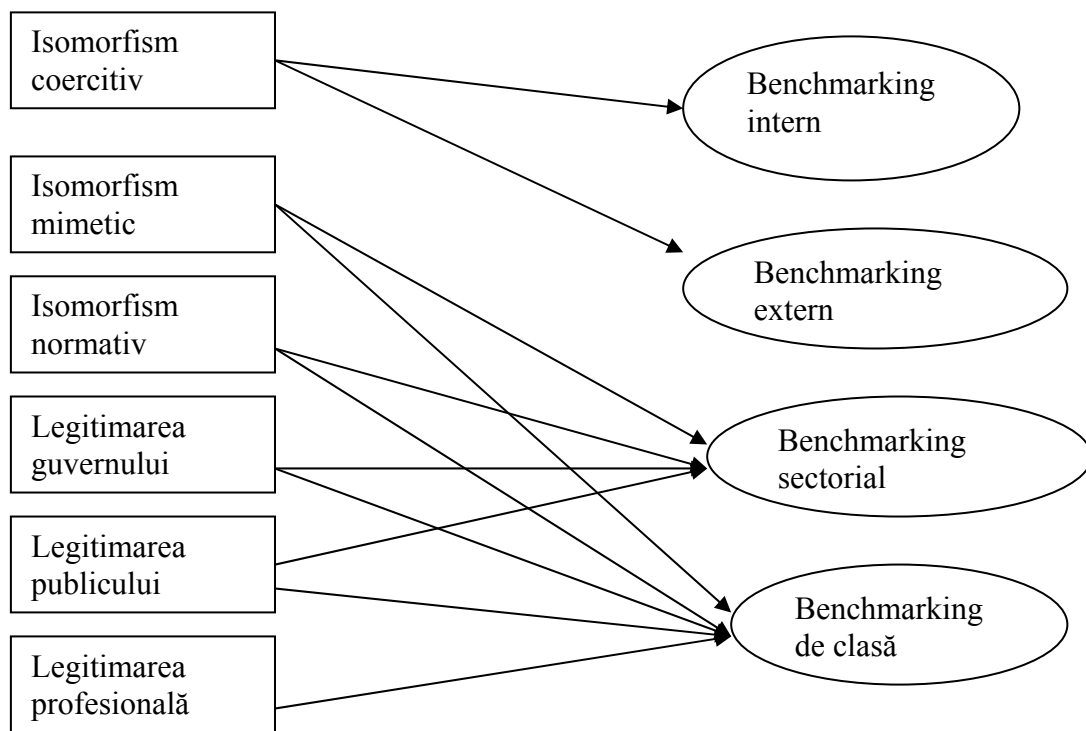 Isomorfism
coercitiv
Benchmarking
intern
Isomorfism
mimetic
Benchmarking
extern
Isomorfism
normativ
Legitimarea
guvernului
Benchmarking
sectorial
Legitimarea
publicului
Benchmarking
de clasă
Legitimarea
profesională